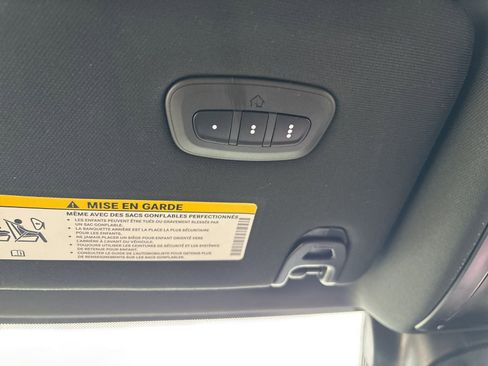 MISE EN GARDE
MÊME AVEC DES SACS GONFLABLES PERFECTIONNÉS
• LES ENFANTS PEUVENT ÊTRE TUÉS OU GRAVEMENT BLESSÉS PAR
UN SAC GONFLABLE.
• LA BANQUETTE ARRIÈRE EST LA PLACE LA PLUS SÉCURITAIRE
POUR LES ENFANTS.
• NE JAMAIS PLACER UN SIÈGE POUR ENFANT ORIENTÉ VERS
L'ARRIÈRE À L'AVANT DU VÉHICULE.
• TOUJOURS UTILISER LES CEINTURES DE SÉCURITÉ ET LES SYSTÈMES
DE RETENUE POUR ENFANT.
• CONSULTER LE GUIDE DE L'AUTOMOBILISTE POUR OBTENIR PLUS
DE RENSEIGNEMENTS SUR LES SACS GONFLABLES.